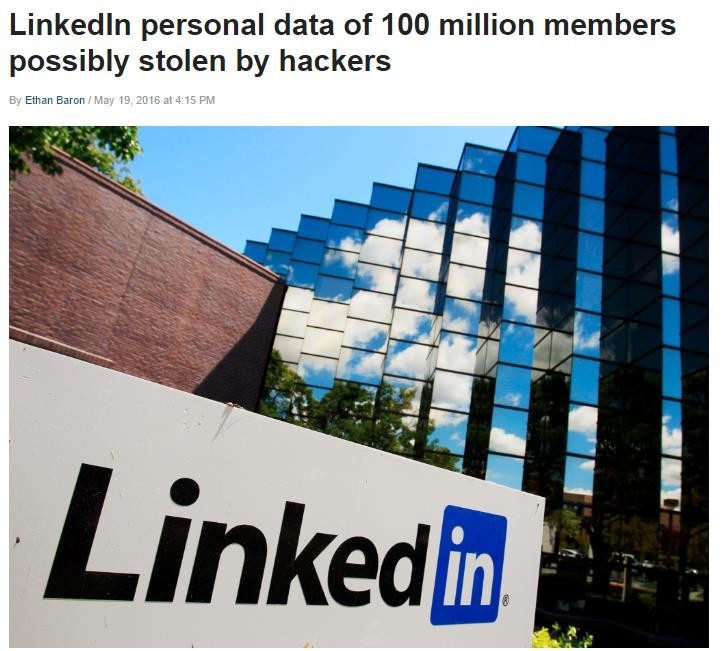 LinkedIn personal data of 100 million members
possibly stolen by hackers
By Ethan Baron / May 19, 2016 at 4:15 PM
Linked in®